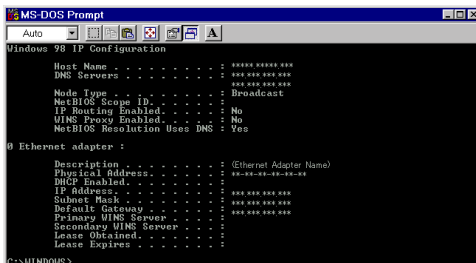 MS-DOS Prompt
Auto
A
Windows 98 IP Configuration
Host Name . . . . . . . . . : ***** ***** ***
DNS Servers . . . . . . . . : ***.***.***.***
***.***.***.***
Node Type . . . . . . . . . : Broadcast
NetBIOS Scope ID. . . . . . :
IP Routing Enabled. . . . . : No
WINS Proxy Enabled. . . . . : No
NetBIOS Resolution Uses DNS : Yes
0 Ethernet adapter :
Description . . . . . . . . : (Ethernet Adapter Name)
Physical Address. . . . . . : **-**-**-**-**-**
DHCP Enabled. . . . . . . . :
IP Address. . . . . . . . . : ***.***.***.***
Subnet Mask . . . . . . . . : ***.***.***.***
Default Gateway . . . . . . : ***.***.***.***
Primary WINS Server . . . . :
Secondary WINS Server . . . :
Lease Obtained. . . . . . . :
Lease Expires . . . . . . . :
C:\WINDOWS>